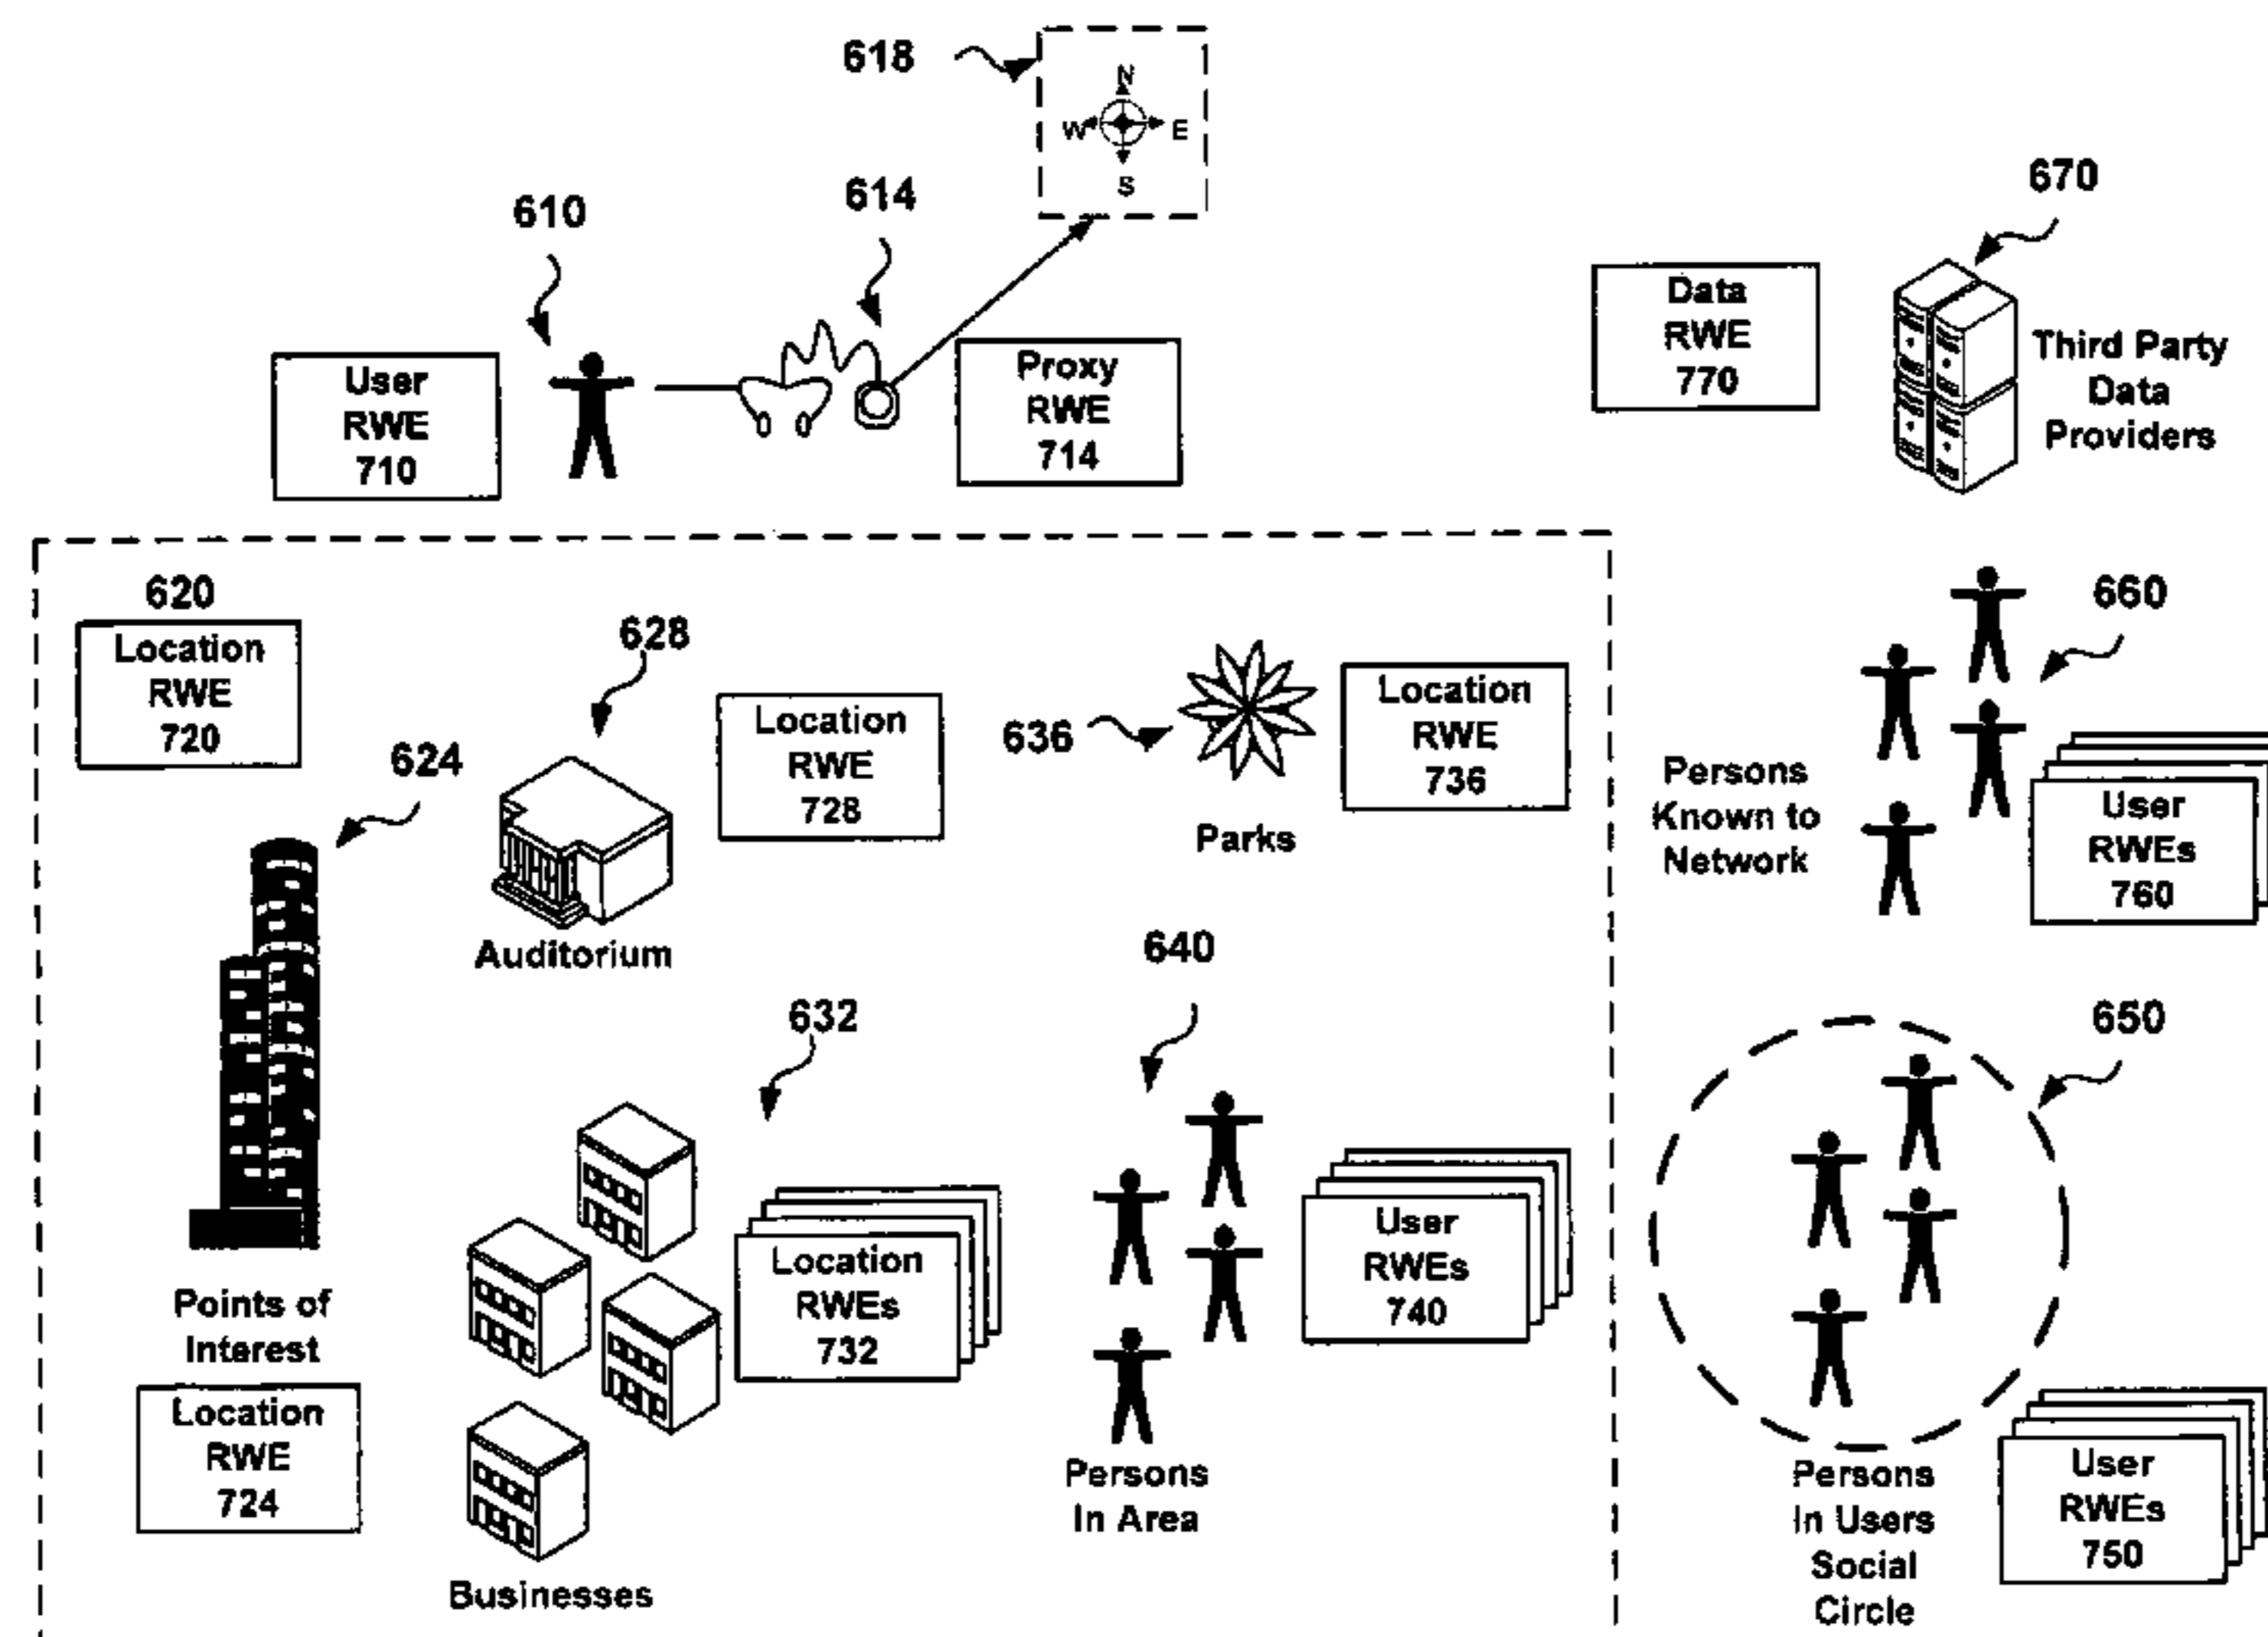 618
N
W E
S
614
610
670
User
RWE
710
Proxy
RWE
714
Data
RWE
770
Third Party
Data
Providers
620
Location
RWE
720
628
Location
RWE
728
636
Parks
Location
RWE
736
660
Persons
Known to
Network
User
RWEs
760
624
Auditorium
Points of
Interest
Location
RWE
724
632
Location
RWEs
732
Businesses
640
User
RWEs
740
Persons
In Area
650
Persons
In Users
Social
Circle
User
RWEs
750